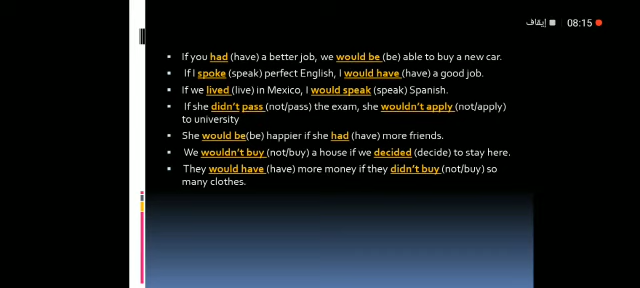 إيقاف 08:15
▪ If you had (have) a better job, we would be (be) able to buy a new car.
▪ If I spoke (speak) perfect English, I would have (have) a good job.
▪ If we lived (live) in Mexico, I would speak (speak) Spanish.
▪ If she didn't pass (not/pass) the exam, she wouldn't apply (not/apply)
to university
▪ She would be(be) happier if she had (have) more friends.
▪ We wouldn't buy (not/buy) a house if we decided (decide) to stay here.
▪ They would have (have) more money if they didn't buy (not/buy) so
many clothes.